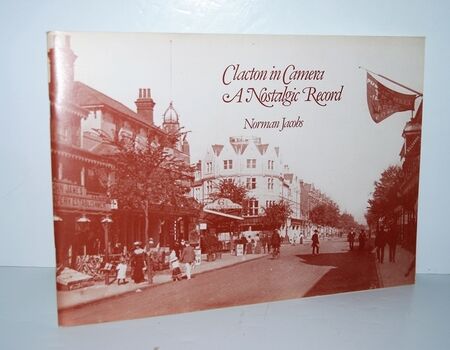 Clacton in Camera
A Nostalgic Record
Norman Jacobs